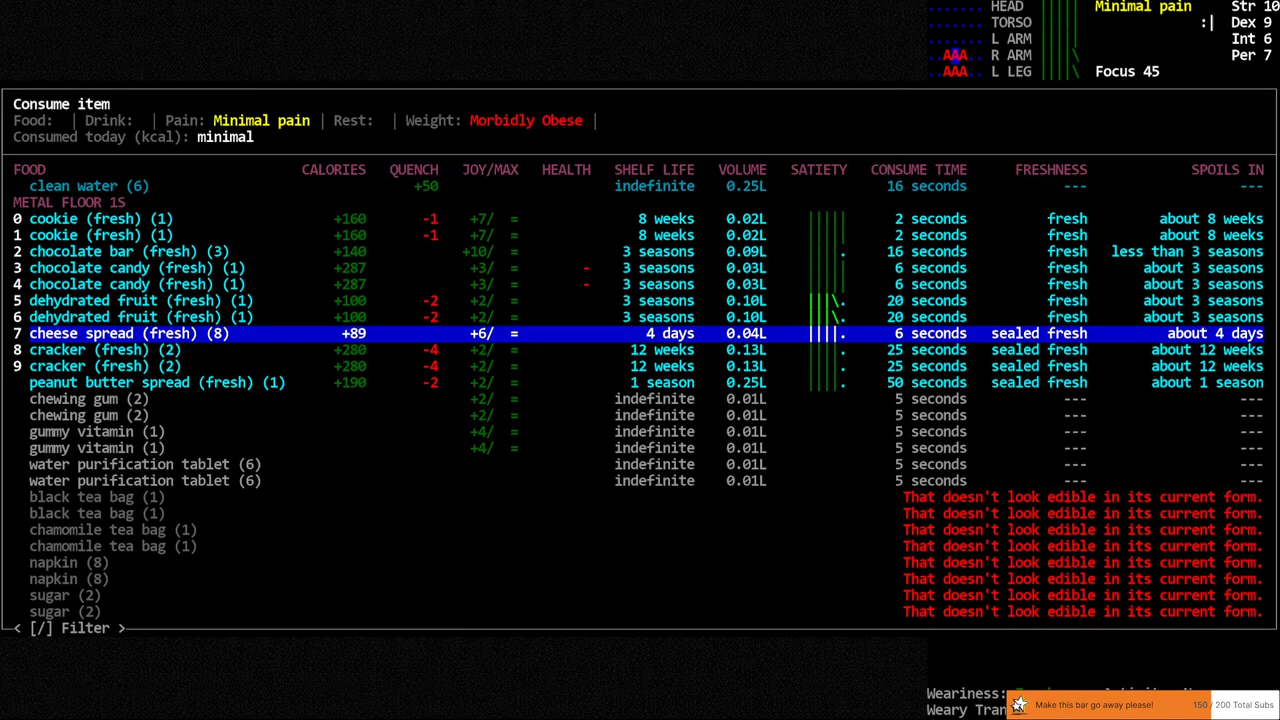 HEAD Minimal pain Str 10
TORSO :| Dex 9
L ARM Int 6
..AAA.. R ARM ||||\ Per 7
..AAA.. L LEG ||||\ Focus 45
Consume item
Food: | Drink: | Pain: Minimal pain | Rest: | Weight: Morbidly Obese |
Consumed today (kcal): minimal
FOOD CALORIES QUENCH JOY/MAX HEALTH SHELF LIFE VOLUME SATIETY CONSUME TIME FRESHNESS SPOILS IN
clean water (6) +50 indefinite 0.25L 16 seconds --- ---
METAL FLOOR 1S
0 cookie (fresh) (1) +160 -1 +7/ = 8 weeks 0.02L ||||| 2 seconds fresh about 8 weeks
1 cookie (fresh) (1) +160 -1 +7/ = 8 weeks 0.02L ||||| 2 seconds fresh about 8 weeks
2 chocolate bar (fresh) (3) +140 +10/ = 3 seasons 0.09L ||||. 16 seconds fresh less than 3 seasons
3 chocolate candy (fresh) (1) +287 +3/ = - 3 seasons 0.03L ||||| 6 seconds fresh about 3 seasons
4 chocolate candy (fresh) (1) +287 +3/ = - 3 seasons 0.03L ||||| 6 seconds fresh about 3 seasons
5 dehydrated fruit (fresh) (1) +100 -2 +2/ = 3 seasons 0.10L |||\. 20 seconds fresh about 3 seasons
6 dehydrated fruit (fresh) (1) +100 -2 +2/ = 3 seasons 0.10L |||\. 20 seconds fresh about 3 seasons
7 cheese spread (fresh) (8) +89 +6/ = 4 days 0.04L ||||. 6 seconds sealed fresh about 4 days
8 cracker (fresh) (2) +280 -4 +2/ = 12 weeks 0.13L ||||. 25 seconds sealed fresh about 12 weeks
9 cracker (fresh) (2) +280 -4 +2/ = 12 weeks 0.13L ||||. 25 seconds sealed fresh about 12 weeks
peanut butter spread (fresh) (1) +190 -2 +2/ = 1 season 0.25L ||||. 50 seconds sealed fresh about 1 season
chewing gum (2) +2/ = indefinite 0.01L 5 seconds --- ---
chewing gum (2) +2/ = indefinite 0.01L 5 seconds --- ---
gummy vitamin (1) +4/ = indefinite 0.01L 5 seconds --- ---
gummy vitamin (1) +4/ = indefinite 0.01L 5 seconds --- ---
water purification tablet (6) indefinite 0.01L 5 seconds --- ---
water purification tablet (6) indefinite 0.01L 5 seconds --- ---
black tea bag (1) That doesn't look edible in its current form.
black tea bag (1) That doesn't look edible in its current form.
chamomile tea bag (1) That doesn't look edible in its current form.
chamomile tea bag (1) That doesn't look edible in its current form.
napkin (8) That doesn't look edible in its current form.
napkin (8) That doesn't look edible in its current form.
sugar (2) That doesn't look edible in its current form.
sugar (2) That doesn't look edible in its current form.
< [/] Filter >
Weariness:
Weary Tran
Make this bar go away please! 150 / 200 Total Subs